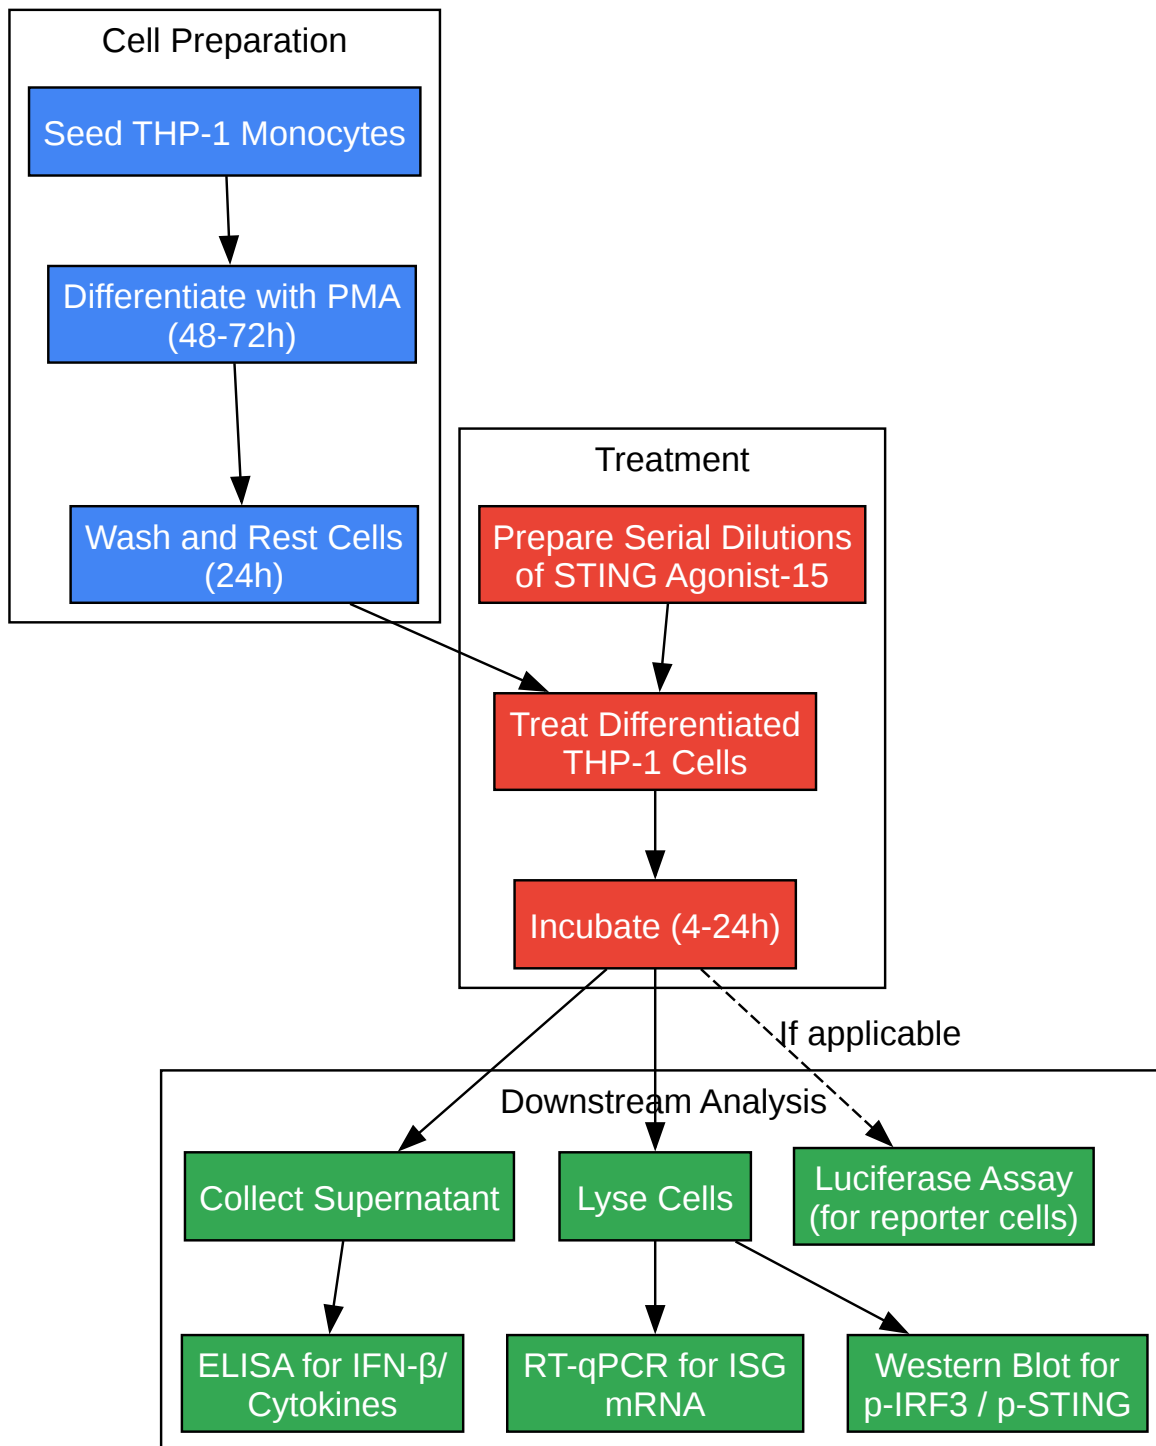 Cell Preparation
Seed THP-1 Monocytes
Differentiate with PMA
(48-72h)
Wash and Rest Cells
(24h)
Treatment
Prepare Serial Dilutions
of STING Agonist-15
Treat Differentiated
THP-1 Cells
Incubate (4-24h)
If applicable
Downstream Analysis
Collect Supernatant
Lyse Cells
Luciferase Assay
(for reporter cells)
ELISA for IFN-β/
Cytokines
RT-qPCR for ISG
mRNA
Western Blot for
p-IRF3 / p-STING